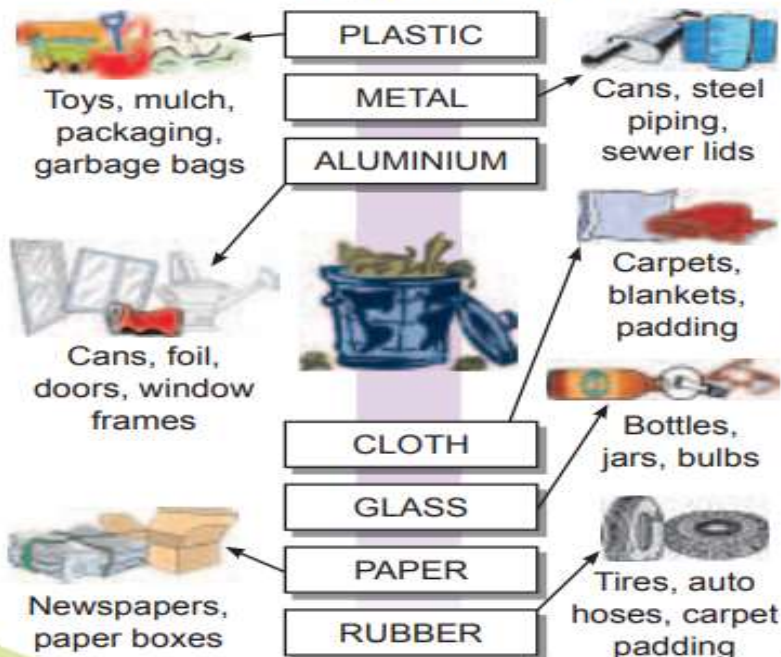 PLASTIC
Toys, mulch,
packaging,
garbage bags
METAL
Cans, steel
piping,
sewer lids
ALUMINIUM
Cans, foil,
doors, window
frames
Carpets,
blankets,
padding
CLOTH
Bottles,
jars, bulbs
GLASS
PAPER
Newspapers,
paper boxes
RUBBER
Tires, auto
hoses, carpet
padding